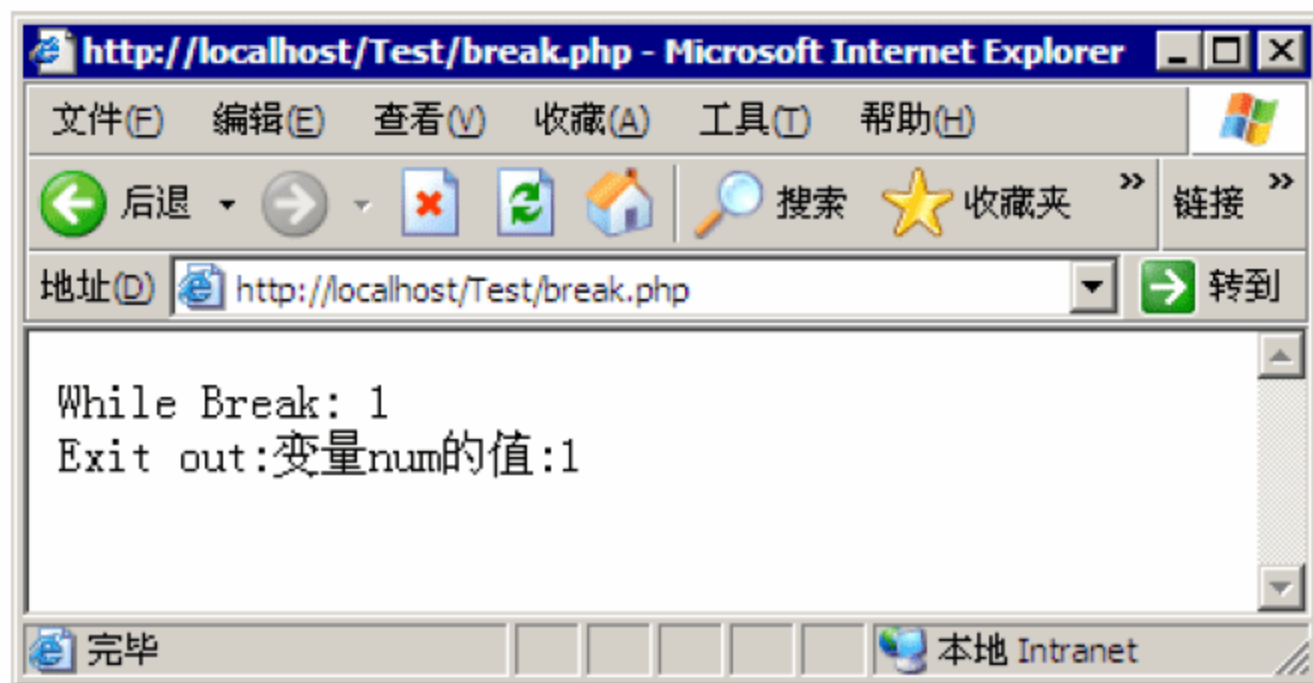 http://localhost/Test/break.php - Microsoft Internet Explorer
文件(F) 编辑(E) 查看(V) 收藏(A) 工具(T) 帮助(H)
后退 搜索 收藏夹 » 链接 »
地址(D) http://localhost/Test/break.php 转到
While Break: 1
Exit out:变量num的值:1
完毕 本地 Intranet